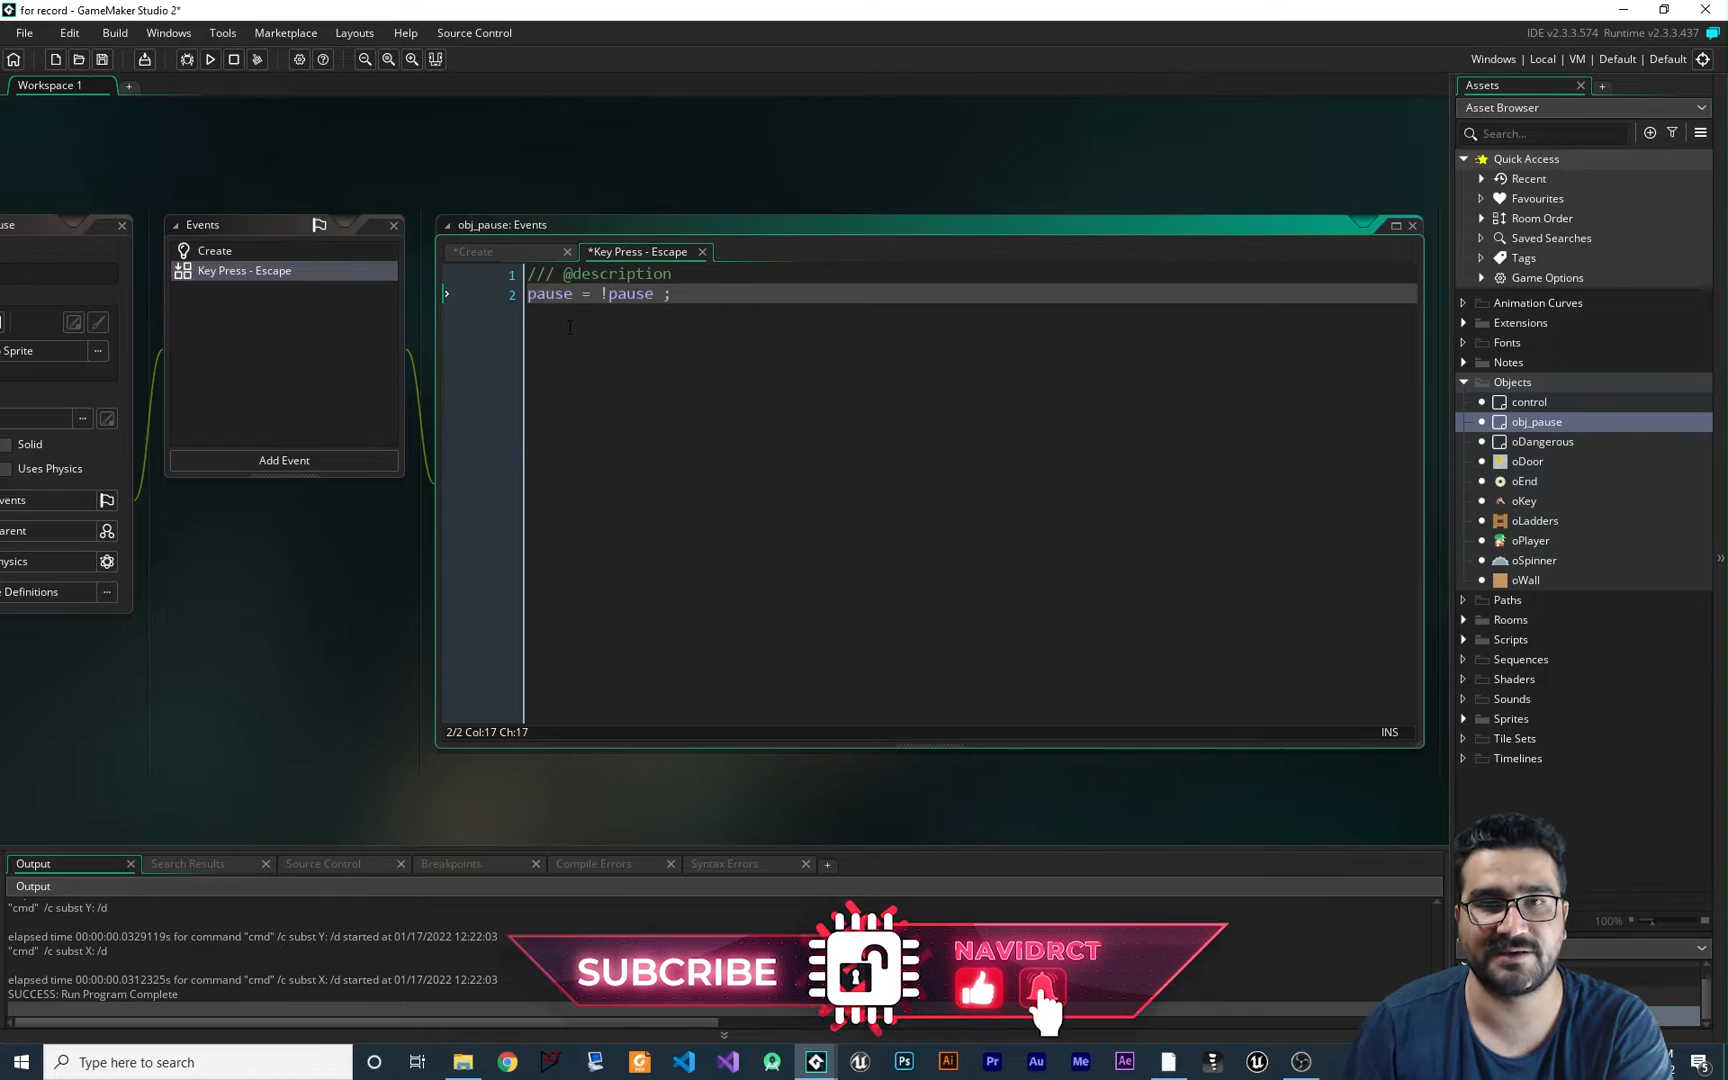 for record - GameMaker Studio 2*
File Edit Build Windows Tools Marketplace Layouts Help Source Control
IDE v2.3.3.574 Runtime v2.3.3.437
Windows | Local | VM | Default | Default
Workspace 1
Events
Create
Key Press - Escape
Add Event
Sprite
Solid
Uses Physics
obj_pause: Events
*Create
*Key Press - Escape
1 /// @description
2 pause = !pause ;
2/2 Col:17 Ch:17
INS
Assets
Asset Browser
Search...
Quick Access
Recent
Favourites
Room Order
Saved Searches
Tags
Game Options
Animation Curves
Extensions
Fonts
Notes
Objects
control
obj_pause
oDangerous
oDoor
oEnd
oKey
oLadders
oPlayer
oSpinner
oWall
Paths
Rooms
Scripts
Sequences
Shaders
Sounds
Sprites
Tile Sets
Timelines
100%
Output Search Results Source Control Breakpoints Compile Errors Syntax Errors
Output
"cmd" /c subst Y: /d
elapsed time 00:00:00.0329119s for command "cmd" /c subst Y: /d started at 01/17/2022 12:22:03
"cmd" /c subst X: /d
elapsed time 00:00:00.0312325s for command "cmd" /c subst X: /d started at 01/17/2022 12:22:03
SUCCESS: Run Program Complete
SUBCRIBE
NAVIDRCT
Type here to search
Ps Ai Pr Au Me Ae